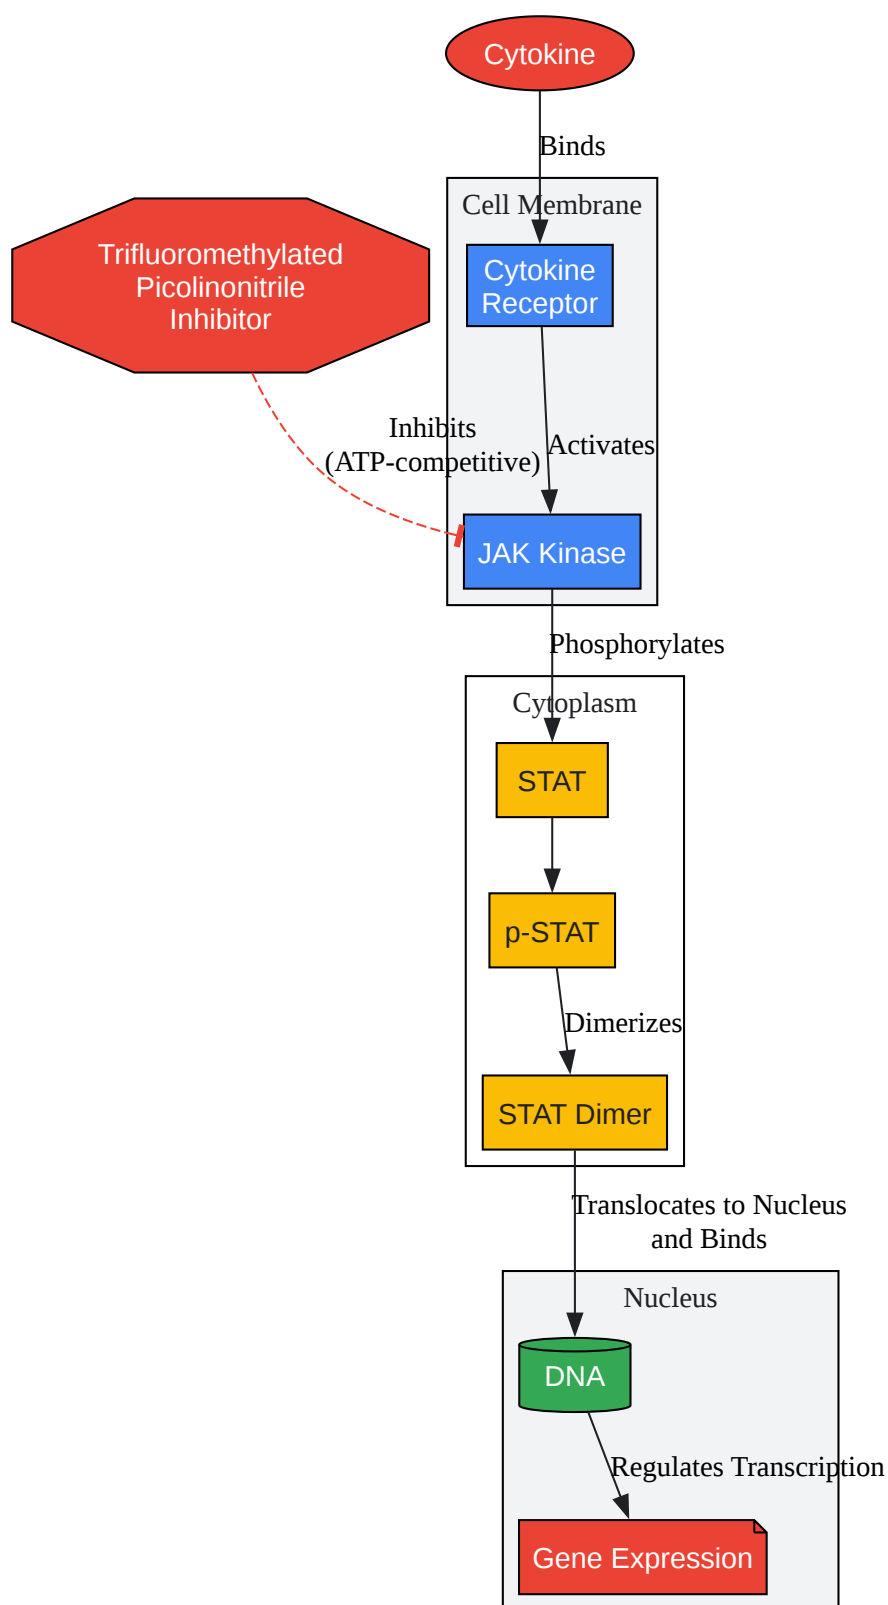 Cytokine
Binds
Cell Membrane
Trifluoromethylated
Picolinonitrile
Inhibitor
Cytokine
Receptor
Inhibits
(ATP-competitive)
Activates
JAK Kinase
Phosphorylates
Cytoplasm
STAT
p-STAT
Dimerizes
STAT Dimer
Translocates to Nucleus
and Binds
Nucleus
DNA
Regulates Transcription
Gene Expression